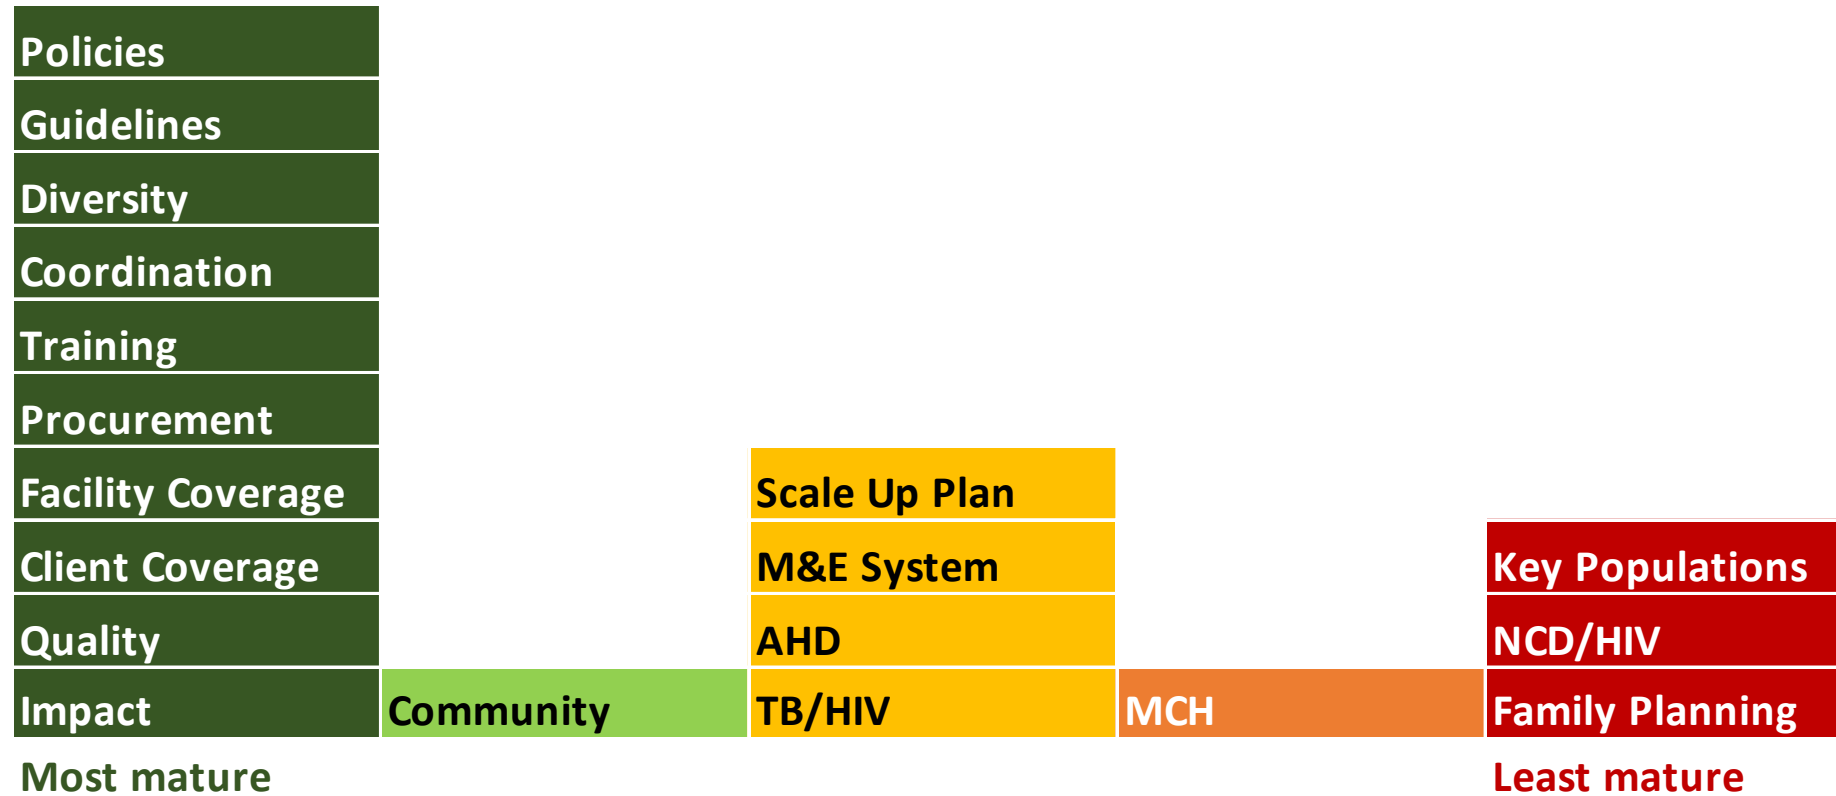 Policies
Guidelines
Diversity
Coordination
Training
Procurement
Facility Coverage
Scale Up Plan
Client Coverage
M&E System
Key Populations
Quality
AHD
NCD/HIV
Impact
Community
TB/HIV
MCH
Family Planning
Most mature
Least mature